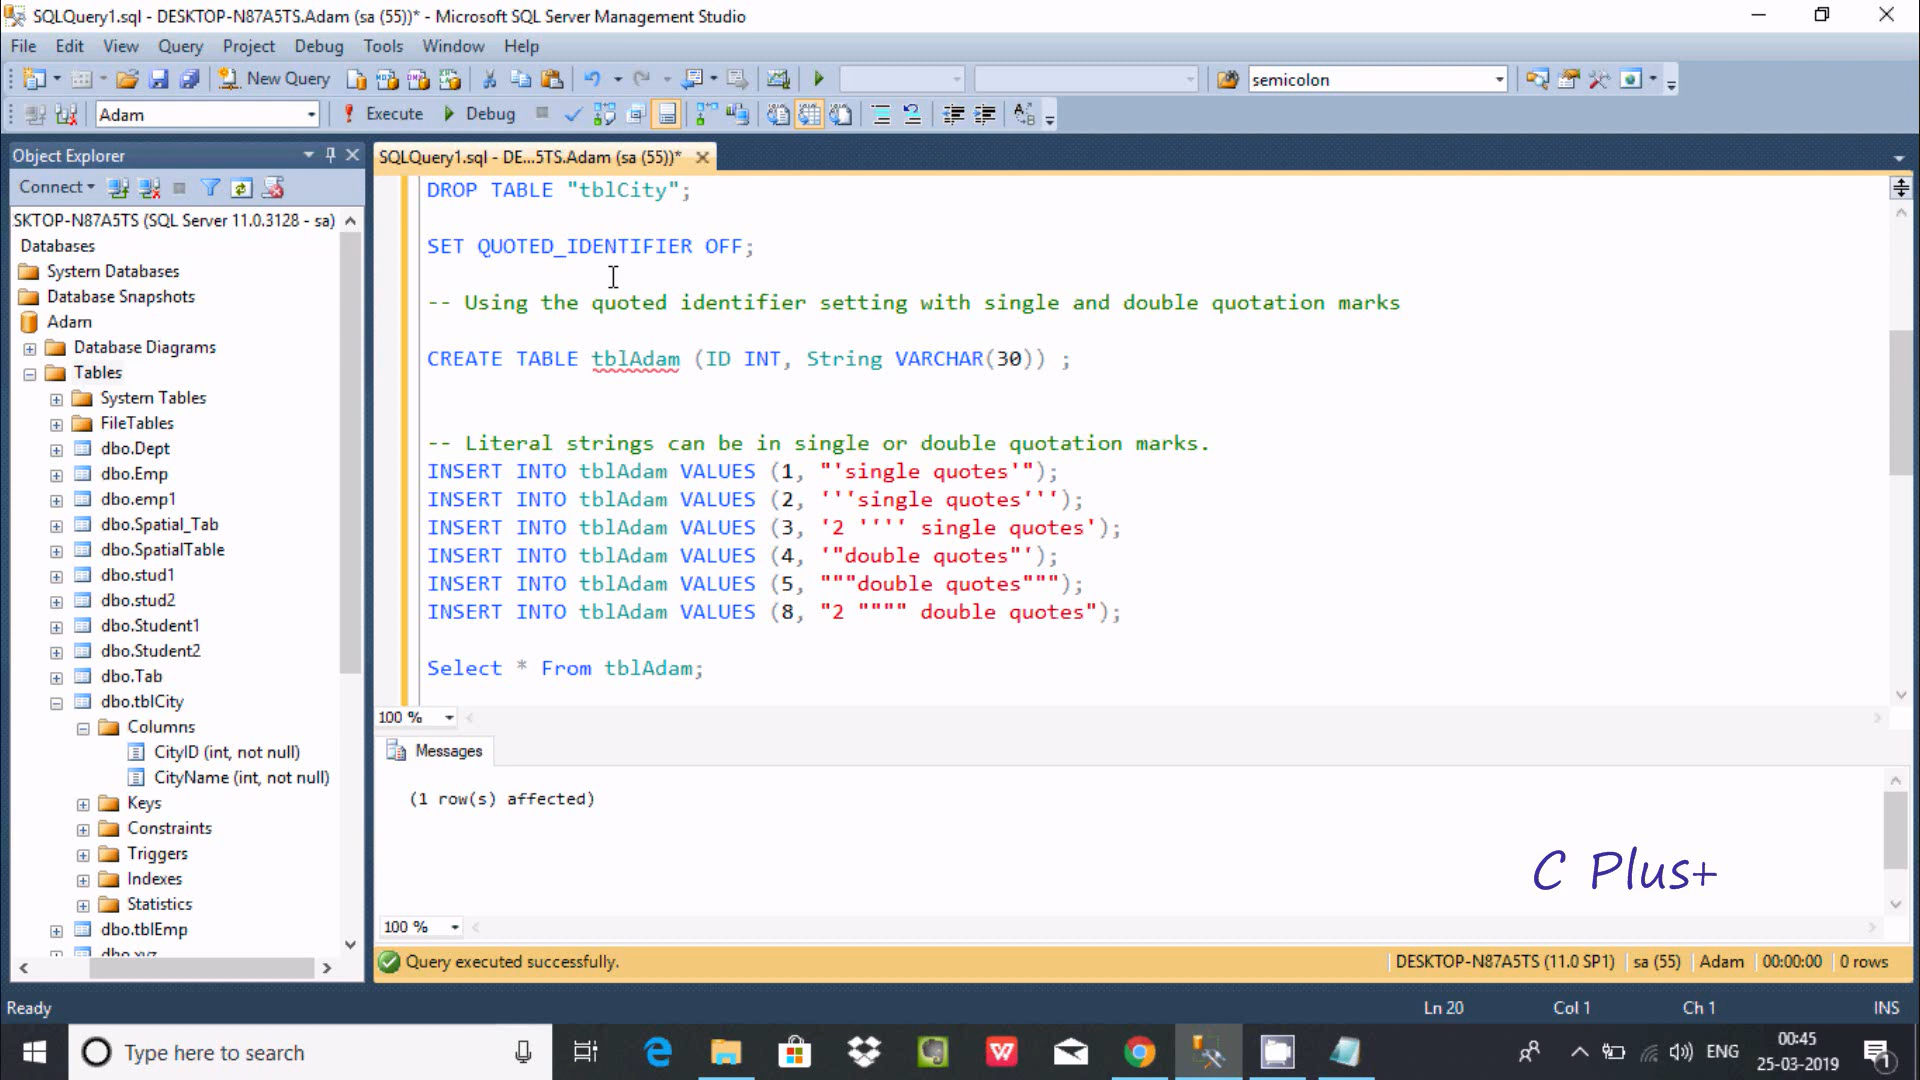 SQLQuery1.sql - DESKTOP-N87A5TS.Adam (sa (55))* - Microsoft SQL Server Management Studio
File Edit View Query Project Debug Tools Window Help
New Query semicolon
Adam Execute Debug
Object Explorer
Connect
SKTOP-N87A5TS (SQL Server 11.0.3128 - sa)
Databases
System Databases
Database Snapshots
Adam
Database Diagrams
Tables
System Tables
FileTables
dbo.Dept
dbo.Emp
dbo.emp1
dbo.Spatial_Tab
dbo.SpatialTable
dbo.stud1
dbo.stud2
dbo.Student1
dbo.Student2
dbo.Tab
dbo.tblCity
Columns
CityID (int, not null)
CityName (int, not null)
Keys
Constraints
Triggers
Indexes
Statistics
dbo.tblEmp
dbo.xyz
SQLQuery1.sql - DE...5TS.Adam (sa (55))*
DROP TABLE "tblCity";
SET QUOTED_IDENTIFIER OFF;
-- Using the quoted identifier setting with single and double quotation marks
CREATE TABLE tblAdam (ID INT, String VARCHAR(30)) ;
-- Literal strings can be in single or double quotation marks.
INSERT INTO tblAdam VALUES (1, "'single quotes'");
INSERT INTO tblAdam VALUES (2, '''single quotes''');
INSERT INTO tblAdam VALUES (3, '2 '''' single quotes');
INSERT INTO tblAdam VALUES (4, '"double quotes"');
INSERT INTO tblAdam VALUES (5, """double quotes""");
INSERT INTO tblAdam VALUES (8, "2 """" double quotes");
Select * From tblAdam;
100 %
Messages
(1 row(s) affected)
C Plus+
100 %
Query executed successfully. DESKTOP-N87A5TS (11.0 SP1) sa (55) Adam 00:00:00 0 rows
Ready Ln 20 Col 1 Ch 1 INS
Type here to search
ENG 00:45
25-03-2019
1